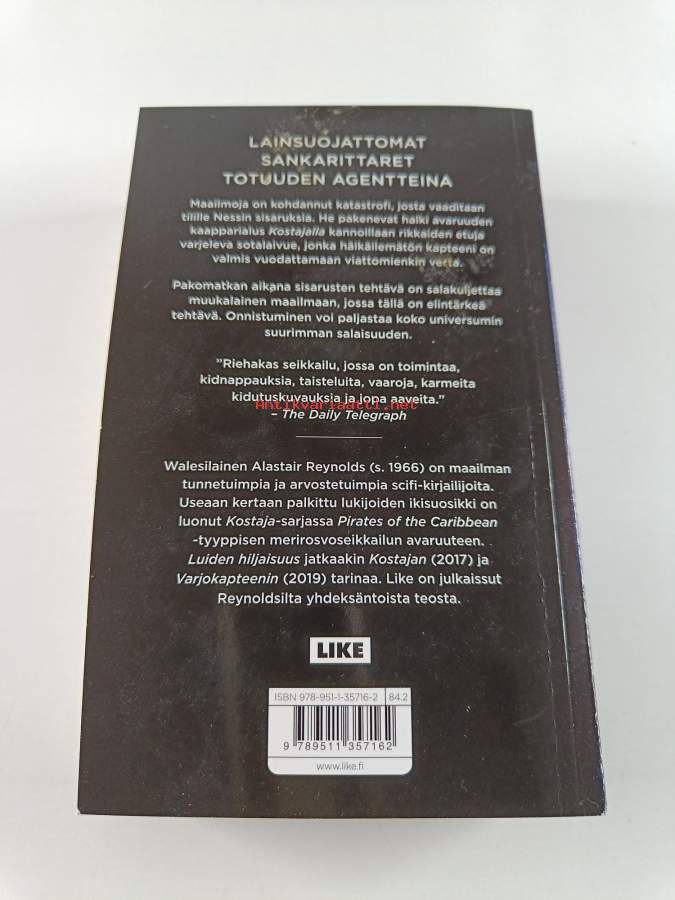 LAINSUOJATTOMAT
SANKARITTARET
TOTUUDEN AGENTTEINA
Maailmoja on kohdannut katastrofi, josta vaaditaan
tilille Nessin sisaruksia. He pakenevat halki avaruuden
kaapparialus Kostajalla kannoillaan rikkaiden etuja
varjeleva sotalaivue, jonka häikäilemätön kapteeni on
valmis vuodattamaan viattomienkin verta.
Pakomatkan aikana sisarusten tehtävä on salakuljettaa
muukalainen maailmaan, jossa tällä on elintärkeä
tehtävä. Onnistuminen voi paljastaa koko universumin
suurimman salaisuuden.
”Riehakas seikkailu, jossa on toimintaa,
kidnappauksia, taisteluita, vaaroja, karmeita
kidutuskuvauksia ja jopa aaveita.”
Antikvariaatti.net
– The Daily Telegraph
Walesilainen Alastair Reynolds (s. 1966) on maailman
tunnetuimpia ja arvostetuimpia scifi-kirjailijoita.
Useaan kertaan palkittu lukijoiden ikisuosikki on
luonut Kostaja-sarjassa Pirates of the Caribbean
-tyyppisen merirosvoseikkailun avaruuteen.
Luiden hiljaisuus jatkaakin Kostajan (2017) ja
Varjokapteenin (2019) tarinaa. Like on julkaissut
Reynoldsilta yhdeksäntoista teosta.
LIKE
ISBN 978-951-1-35716-2 84.2
9 789511 357162
www.like.fi